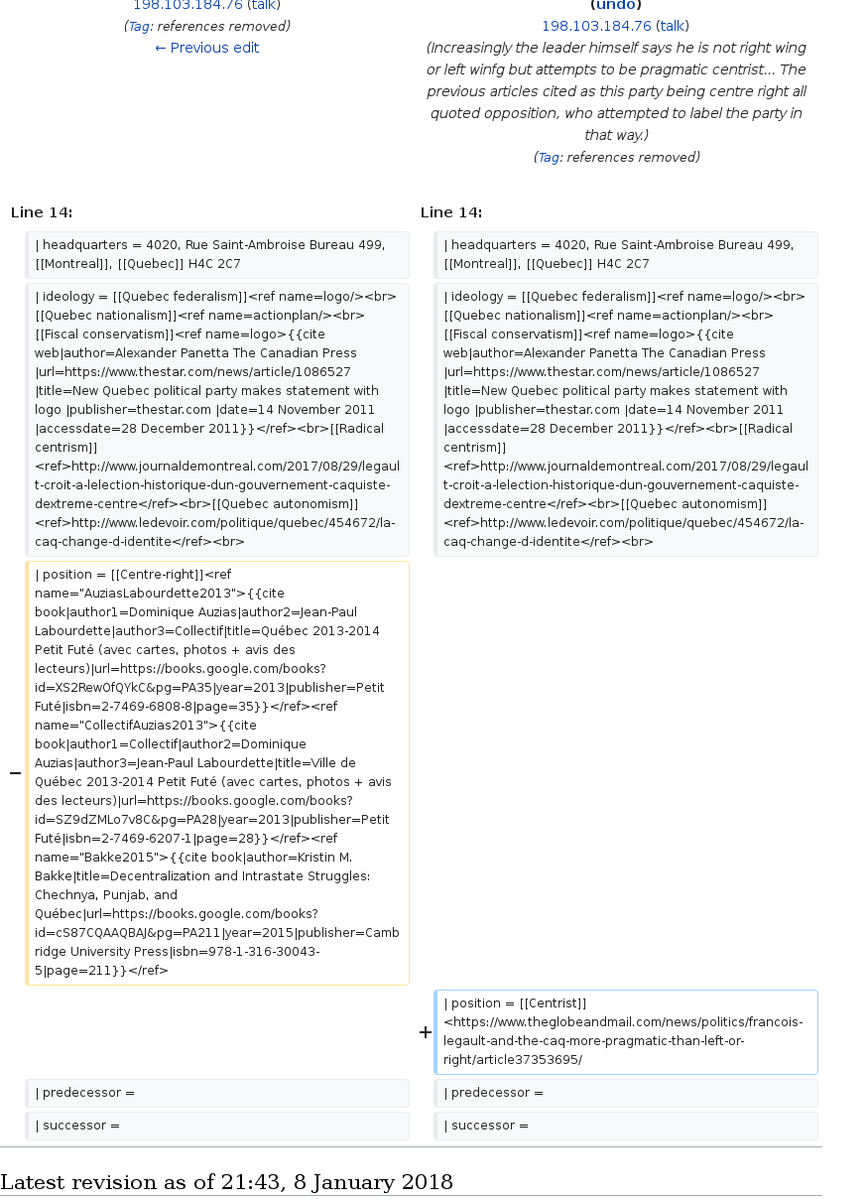 198.103.184.76 (talk)
(Tag: references removed)
← Previous edit
(undo)
198.103.184.76 (talk)
(Increasingly the leader himself says he is not right wing
or left winfg but attempts to be pragmatic centrist... The
previous articles cited as this party being centre right all
quoted opposition, who attempted to label the party in
that way.)
(Tag: references removed)
Line 14:
Line 14:
| headquarters = 4020, Rue Saint-Ambroise Bureau 499,
[[Montreal]], [[Quebec]] H4C 2C7
| headquarters = 4020, Rue Saint-Ambroise Bureau 499,
[[Montreal]], [[Quebec]] H4C 2C7
| ideology = [[Quebec federalism]]<ref name=logo/><br>
[[Quebec nationalism]]<ref name=actionplan/><br>
[[Fiscal conservatism]]<ref name=logo>{{cite
web|author=Alexander Panetta The Canadian Press
|url=https://www.thestar.com/news/article/1086527
|title=New Quebec political party makes statement with
logo |publisher=thestar.com |date=14 November 2011
|accessdate=28 December 2011}}</ref><br>[[Radical
centrism]]
<ref>http://www.journaldemontreal.com/2017/08/29/legaul
t-croit-a-lelection-historique-dun-gouvernement-caquiste-
dextreme-centre</ref><br>[[Quebec autonomism]]
<ref>http://www.ledevoir.com/politique/quebec/454672/la-
caq-change-d-identite</ref><br>
| ideology = [[Quebec federalism]]<ref name=logo/><br>
[[Quebec nationalism]]<ref name=actionplan/><br>
[[Fiscal conservatism]]<ref name=logo>{{cite
web|author=Alexander Panetta The Canadian Press
|url=https://www.thestar.com/news/article/1086527
|title=New Quebec political party makes statement with
logo |publisher=thestar.com |date=14 November 2011
|accessdate=28 December 2011}}</ref><br>[[Radical
centrism]]
<ref>http://www.journaldemontreal.com/2017/08/29/legaul
t-croit-a-lelection-historique-dun-gouvernement-caquiste-
dextreme-centre</ref><br>[[Quebec autonomism]]
<ref>http://www.ledevoir.com/politique/quebec/454672/la-
caq-change-d-identite</ref><br>
−
| position = [[Centre-right]]<ref
name="AuziasLabourdette2013">{{cite
book|author1=Dominique Auzias|author2=Jean-Paul
Labourdette|author3=Collectif|title=Québec 2013-2014
Petit Futé (avec cartes, photos + avis des
lecteurs)|url=https://books.google.com/books?
id=XS2RewOfQYkC&pg=PA35|year=2013|publisher=Petit
Futé|isbn=2-7469-6808-8|page=35}}</ref><ref
name="CollectifAuzias2013">{{cite
book|author1=Collectif|author2=Dominique
Auzias|author3=Jean-Paul Labourdette|title=Ville de
Québec 2013-2014 Petit Futé (avec cartes, photos + avis
des lecteurs)|url=https://books.google.com/books?
id=SZ9dZMLo7v8C&pg=PA28|year=2013|publisher=Petit
Futé|isbn=2-7469-6207-1|page=28}}</ref><ref
name="Bakke2015">{{cite book|author=Kristin M.
Bakke|title=Decentralization and Intrastate Struggles:
Chechnya, Punjab, and
Québec|url=https://books.google.com/books?
id=cS87CQAAQBAJ&pg=PA211|year=2015|publisher=Camb
ridge University Press|isbn=978-1-316-30043-
5|page=211}}</ref>
+
| position = [[Centrist]]
<https://www.theglobeandmail.com/news/politics/francois-
legault-and-the-caq-more-pragmatic-than-left-or-
right/article37353695/
| predecessor =
| predecessor =
| successor =
| successor =
Latest revision as of 21:43, 8 January 2018